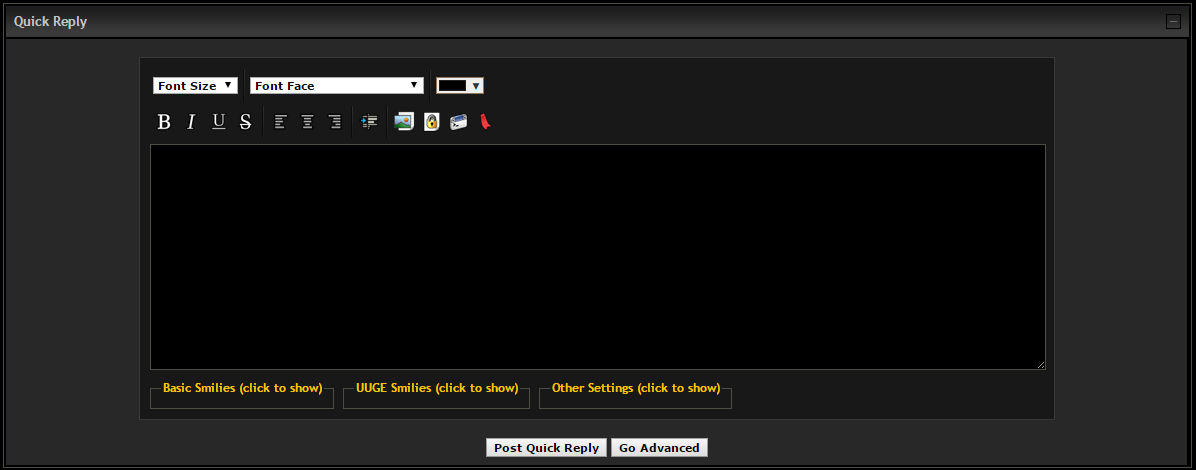 Quick Reply
Font Size Font Face
B I U S
Basic Smilies (click to show) UUGE Smilies (click to show) Other Settings (click to show)
Post Quick Reply Go Advanced